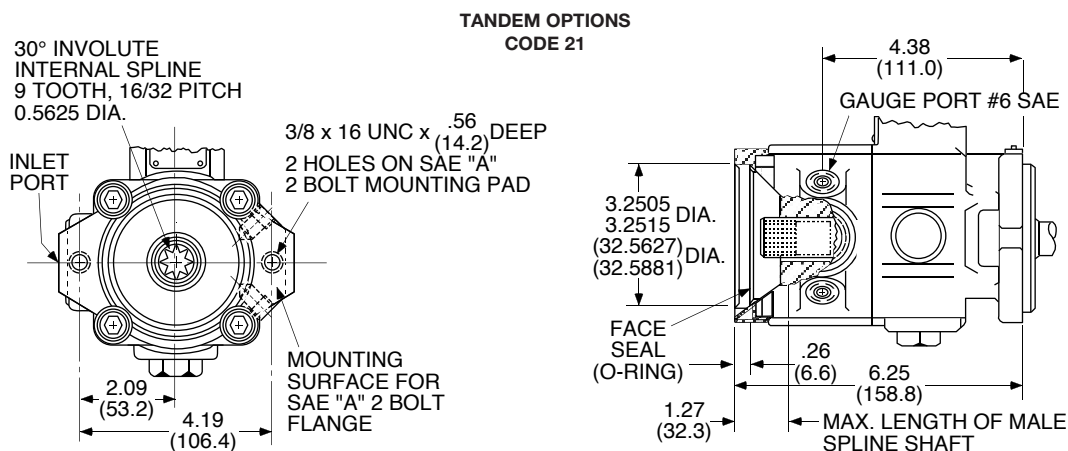 TANDEM OPTIONS
CODE 21
30° INVOLUTE
INTERNAL SPLINE
9 TOOTH, 16/32 PITCH
0.5625 DIA.
3/8 x 16 UNC x .56 (14.2) DEEP
2 HOLES ON SAE "A"
2 BOLT MOUNTING PAD
INLET
PORT
MOUNTING
SURFACE FOR
SAE "A" 2 BOLT
FLANGE
2.09
(53.2)
4.19
(106.4)
4.38
(111.0)
GAUGE PORT #6 SAE
3.2505
3.2515 DIA.
(32.5627)
(32.5881) DIA.
FACE
SEAL
(O-RING)
.26
(6.6)
6.25
(158.8)
1.27
(32.3)
MAX. LENGTH OF MALE
SPLINE SHAFT